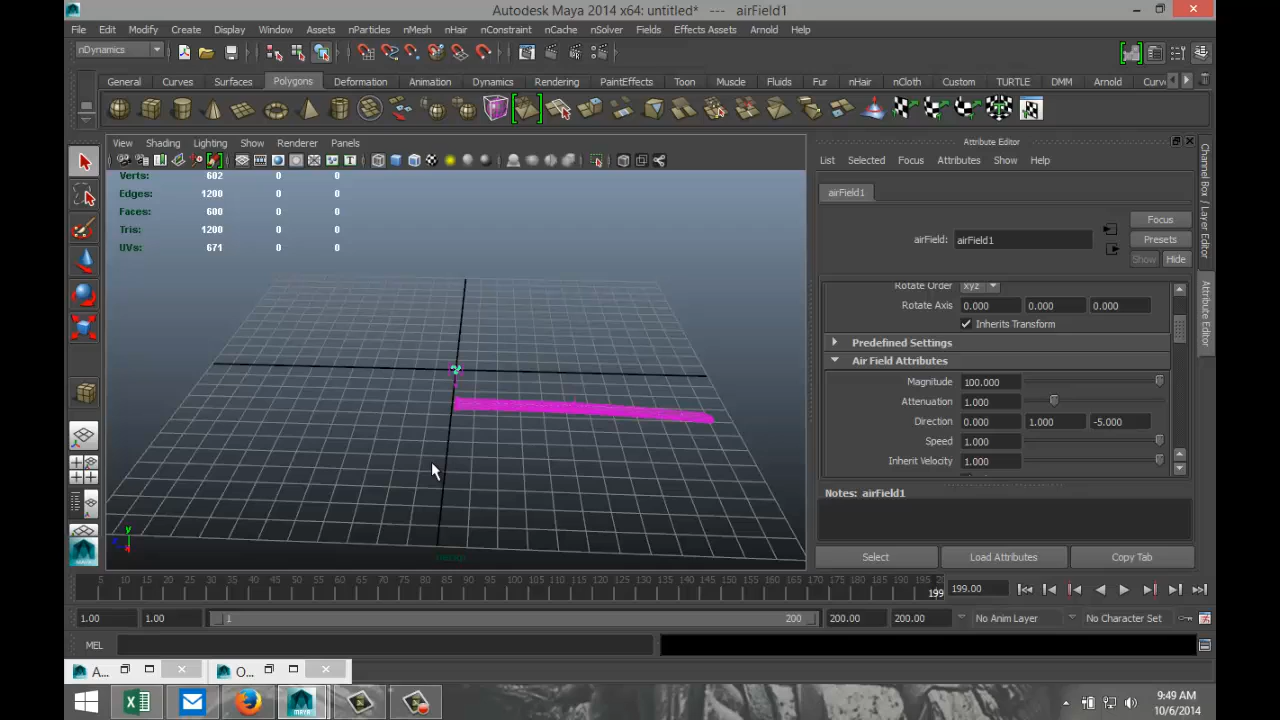 Autodesk Maya 2014 x64: untitled* --- airField1
File Edit Modify Create Display Window Assets nParticles nMesh nHair nConstraint nCache nSolver Fields Effects Assets Arnold Help
nDynamics
General Curves Surfaces Polygons Deformation Animation Dynamics Rendering PaintEffects Toon Muscle Fluids Fur nHair nCloth Custom TURTLE DMM Arnold Curv
View Shading Lighting Show Renderer Panels
Verts: 602 0 0
Edges: 1200 0 0
Faces: 600 0 0
Tris: 1200 0 0
UVs: 671 0 0
persp
Attribute Editor
List Selected Focus Attributes Show Help
airField1
Focus
airField: airField1
Presets
Show Hide
Rotate Order xyz
Rotate Axis 0.000 0.000 0.000
Inherits Transform
Predefined Settings
Air Field Attributes
Magnitude 100.000
Attenuation 1.000
Direction 0.000 1.000 -5.000
Speed 1.000
Inherit Velocity 1.000
Notes: airField1
Select Load Attributes Copy Tab
Channel Box / Layer Editor
Attribute Editor
5 10 15 20 25 30 35 40 45 50 55 60 65 70 75 80 85 90 95 100 105 110 115 120 125 130 135 140 145 150 155 160 165 170 175 180 185 190 195
199
199.00
1.00 1.00 1 200 200.00 200.00 No Anim Layer No Character Set
MEL
A... O...
MAYA
9:49 AM
10/6/2014